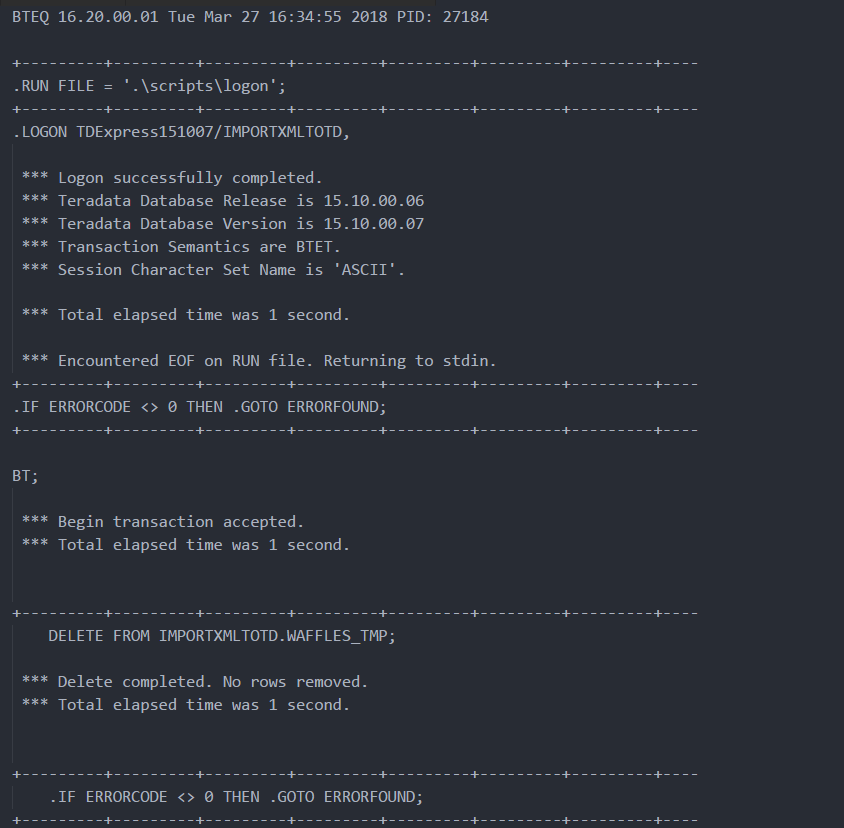 BTEQ 16.20.00.01 Tue Mar 27 16:34:55 2018 PID: 27184
+---------+---------+---------+---------+---------+---------+---------+----
.RUN FILE = '.\scripts\logon';
+---------+---------+---------+---------+---------+---------+---------+----
.LOGON TDExpress151007/IMPORTXMLTOTD,
*** Logon successfully completed.
*** Teradata Database Release is 15.10.00.06
*** Teradata Database Version is 15.10.00.07
*** Transaction Semantics are BTET.
*** Session Character Set Name is 'ASCII'.
*** Total elapsed time was 1 second.
*** Encountered EOF on RUN file. Returning to stdin.
+---------+---------+---------+---------+---------+---------+---------+----
.IF ERRORCODE <> 0 THEN .GOTO ERRORFOUND;
+---------+---------+---------+---------+---------+---------+---------+----
BT;
*** Begin transaction accepted.
*** Total elapsed time was 1 second.
+---------+---------+---------+---------+---------+---------+---------+----
DELETE FROM IMPORTXMLTOTD.WAFFLES_TMP;
*** Delete completed. No rows removed.
*** Total elapsed time was 1 second.
+---------+---------+---------+---------+---------+---------+---------+----
.IF ERRORCODE <> 0 THEN .GOTO ERRORFOUND;
+---------+---------+---------+---------+---------+---------+---------+----